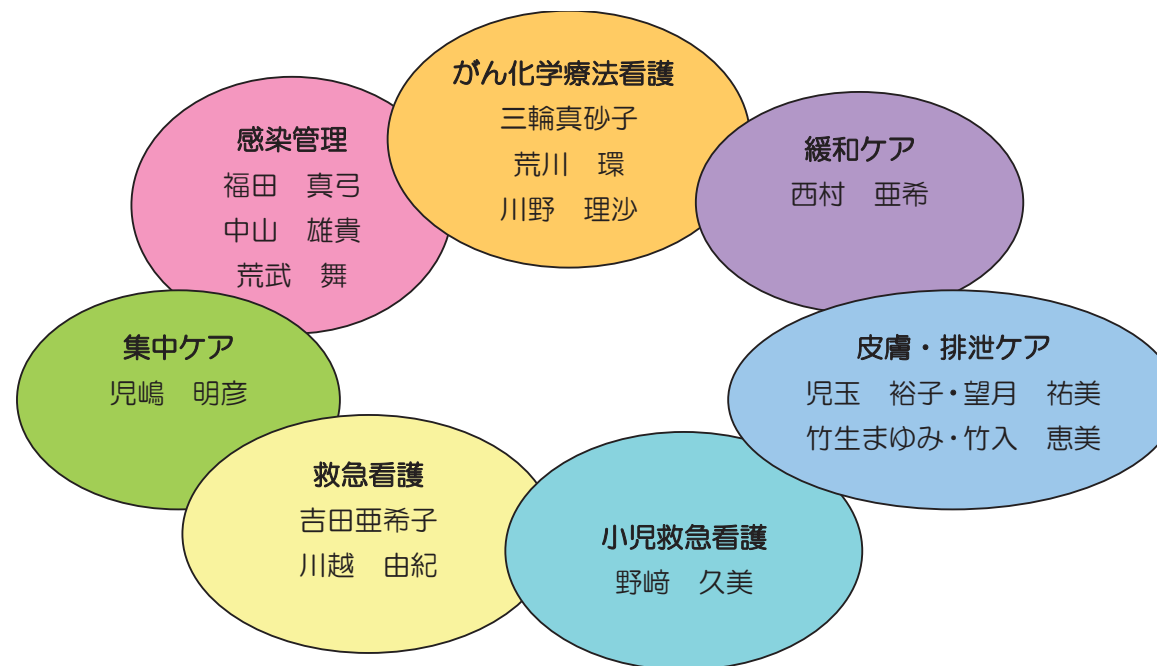 がん化学療法看護
三輪真砂子
荒川　環
川野　理沙
緩和ケア
西村　亜希
皮膚・排泄ケア
児玉　裕子・望月　祐美
竹生まゆみ・竹入　恵美
小児救急看護
野﨑　久美
救急看護
吉田亜希子
川越　由紀
集中ケア
児嶋　明彦
感染管理
福田　真弓
中山　雄貴
荒武　舞